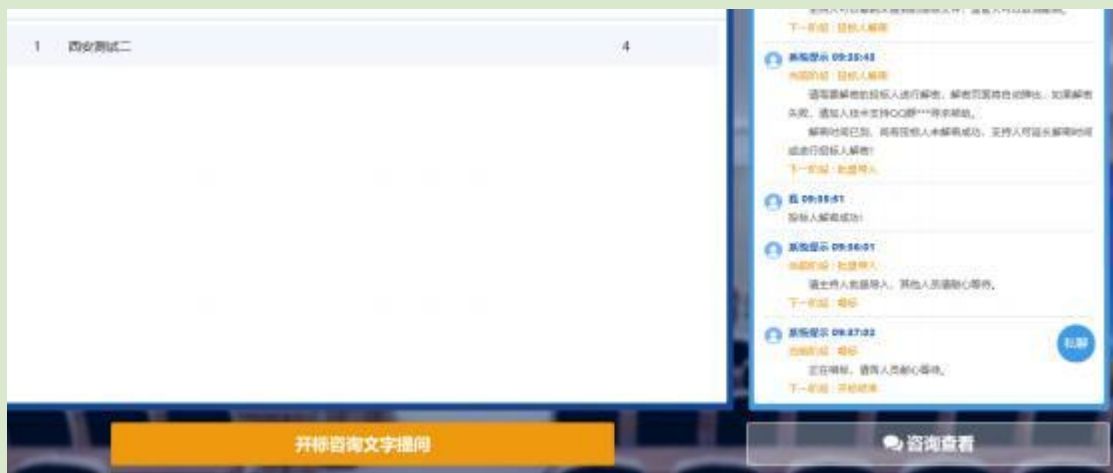 1 西安测试二 4
下一阶段：投标人解密
系统提示 09:35:43
当前阶段：投标人解密
请需要解密的投标人进行解密，解密页面将自动弹出，如果解密
失败，请加入技术支持QQ群***寻求帮助。
解密时间已到，尚有投标人未解密成功，主持人可延长解密时间
或进行投标人解密！
下一阶段：批量导入
我 09:35:51
投标人解密成功！
系统提示 09:36:01
当前阶段：批量导入
请主持人批量导入，其他人员请耐心等待。
下一阶段：唱标
系统提示 09:37:02
当前阶段：唱标
正在唱标，请各人员耐心等待。
下一阶段：开标结束
私聊
开标咨询文字提问
咨询查看